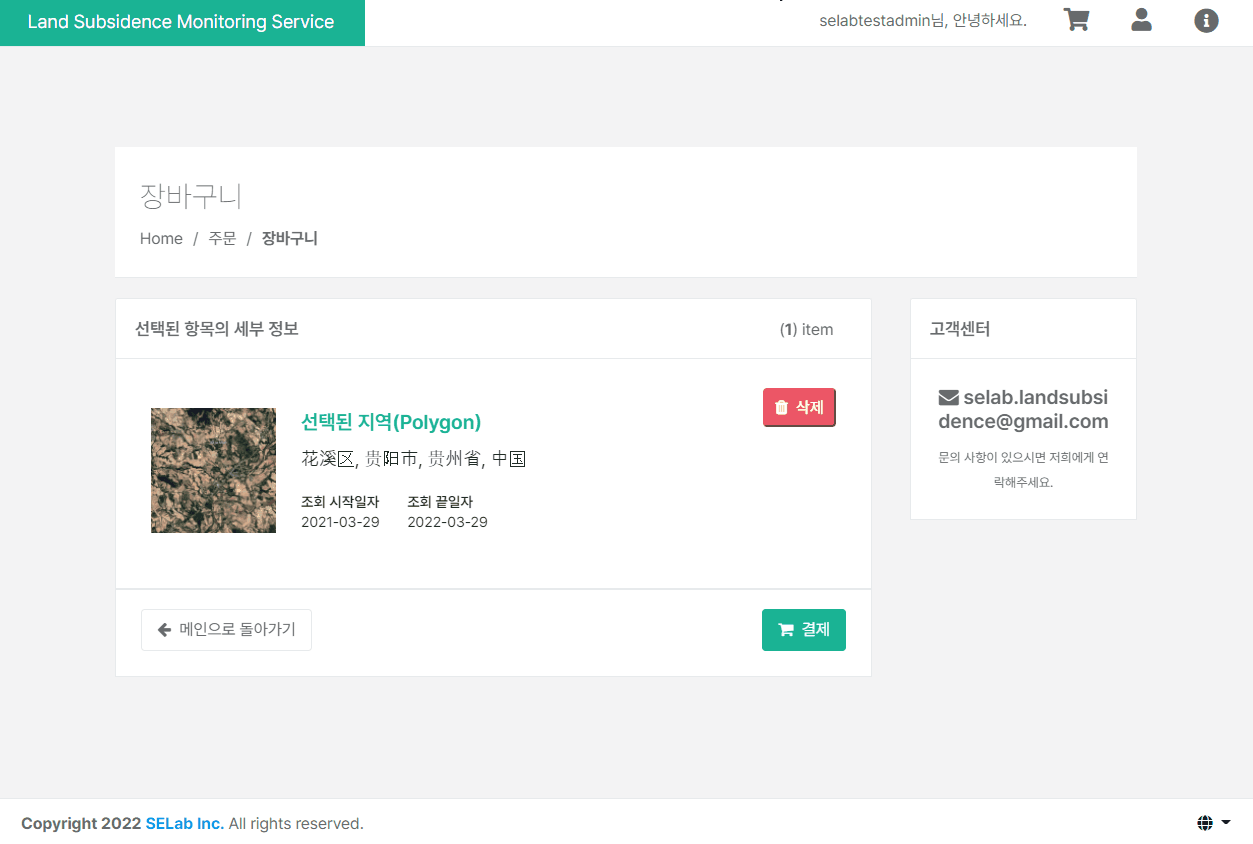 Land Subsidence Monitoring Service
selabtestadmin님, 안녕하세요.
장바구니
Home / 주문 / 장바구니
선택된 항목의 세부 정보
(1) item
선택된 지역(Polygon)
花溪区, 贵阳市, 贵州省, 中国
조회 시작일자 조회 끝일자
2021-03-29 2022-03-29
삭제
메인으로 돌아가기
결제
고객센터
selab.landsubsi
dence@gmail.com
문의 사항이 있으시면 저희에게 연
락해주세요.
Copyright 2022 SELab Inc. All rights reserved.